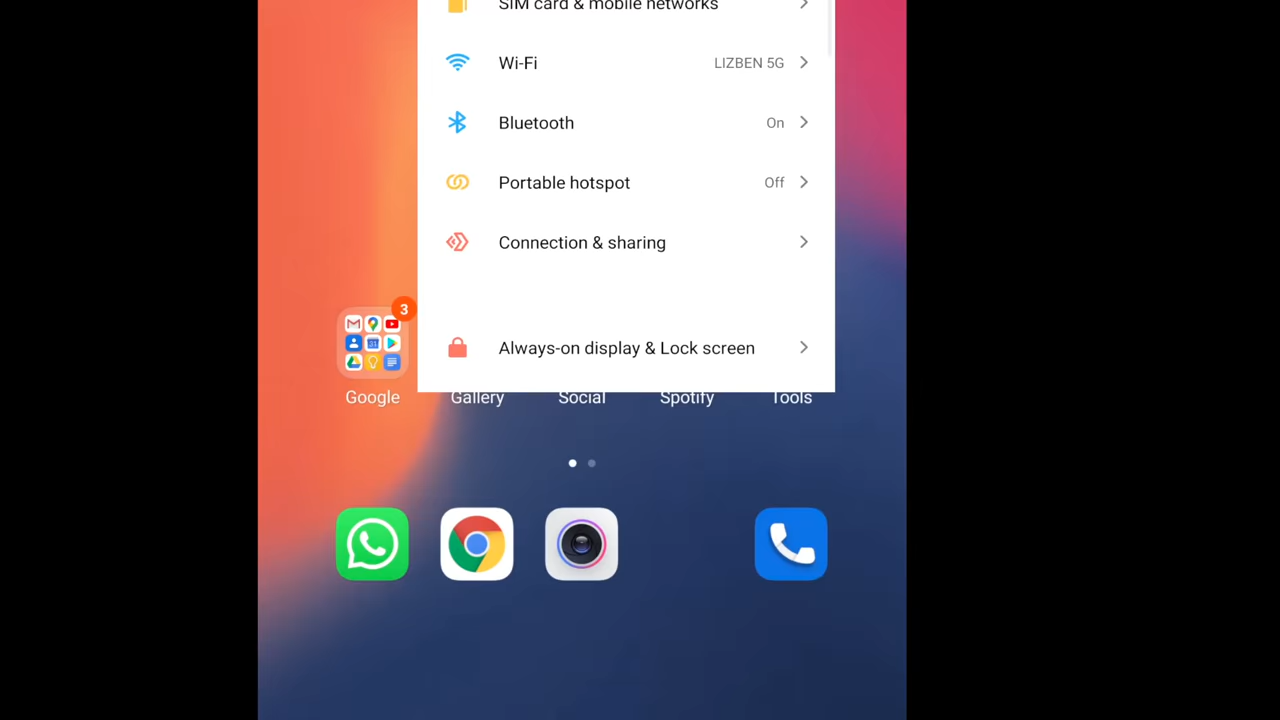 SIM card & mobile networks
Wi-Fi LIZBEN 5G
Bluetooth On
Portable hotspot Off
Connection & sharing
3
31
Always-on display & Lock screen
Google Gallery Social Spotify Tools